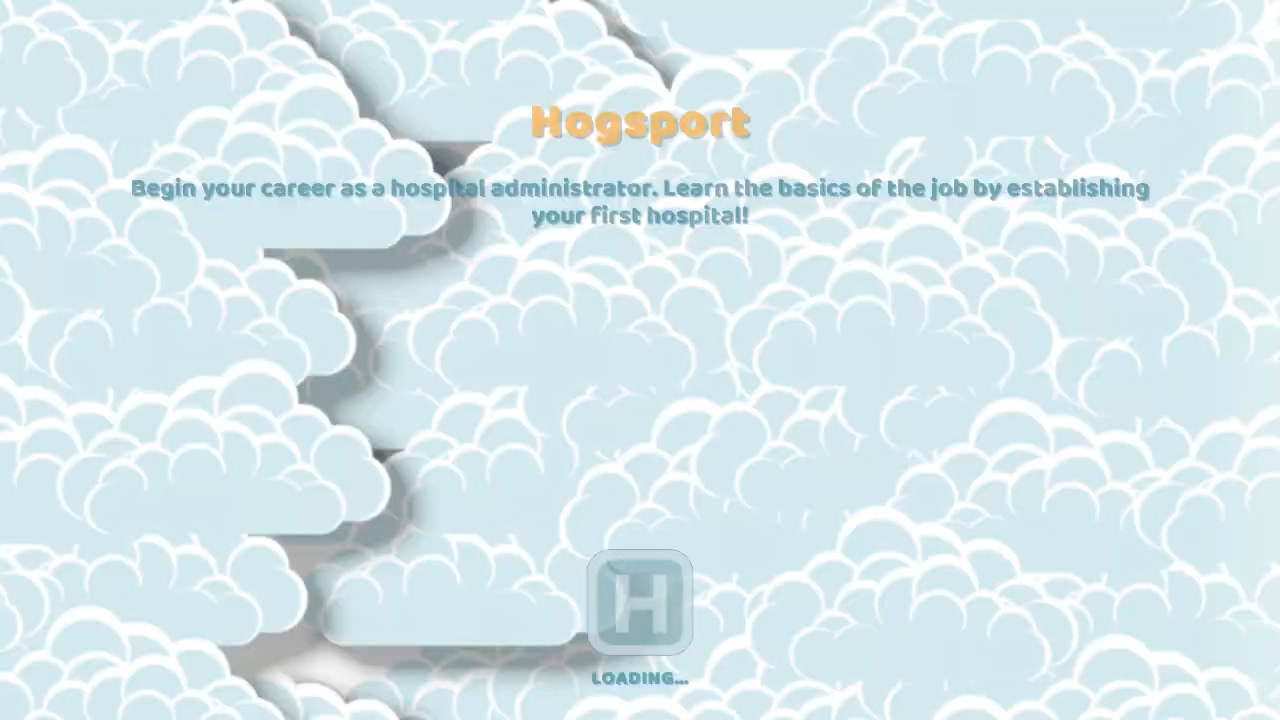 Hogsport
Begin your career as a hospital administrator. Learn the basics of the job by establishing
your first hospital!
H
LOADING...